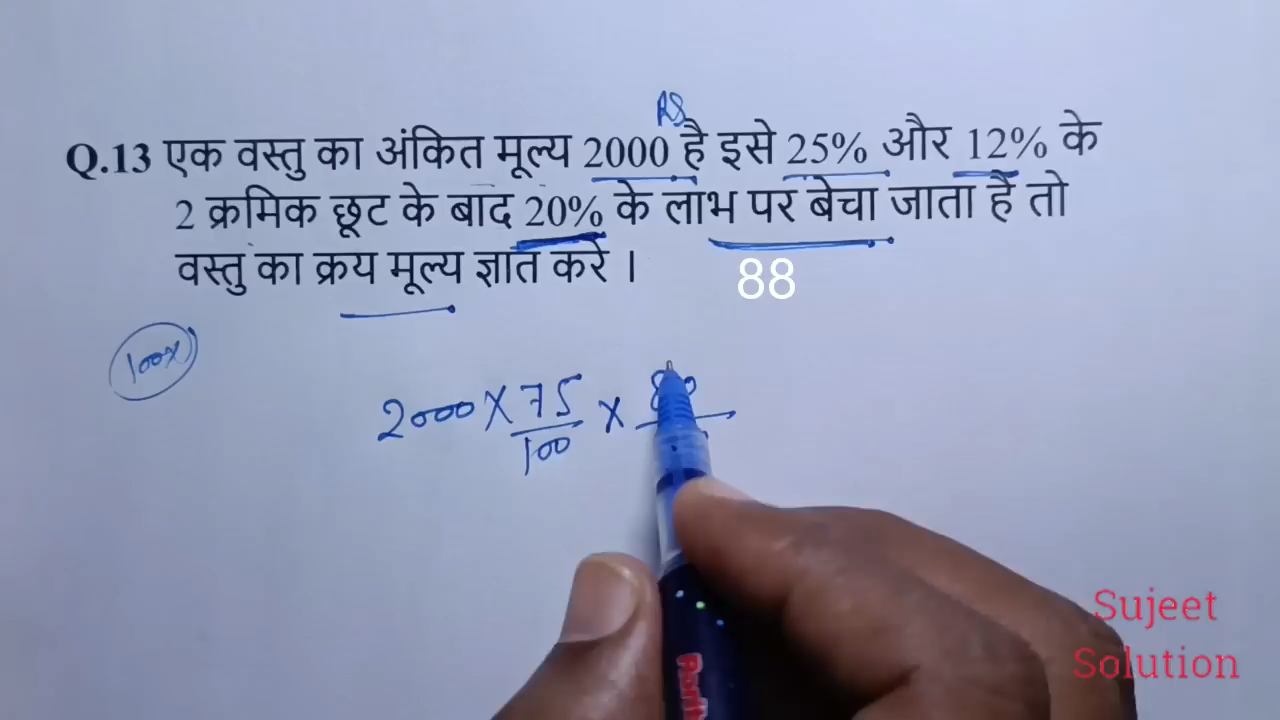 RS
Q.13 एक वस्तु का अंकित मूल्य 2000 है इसे 25% और 12% के
2 क्रमिक छूट के बाद 20% के लाभ पर बेचा जाता है तो
वस्तु का क्रय मूल्य ज्ञात करे ।
88
100x
2000 X 75/100 X
Sujeet
Solution